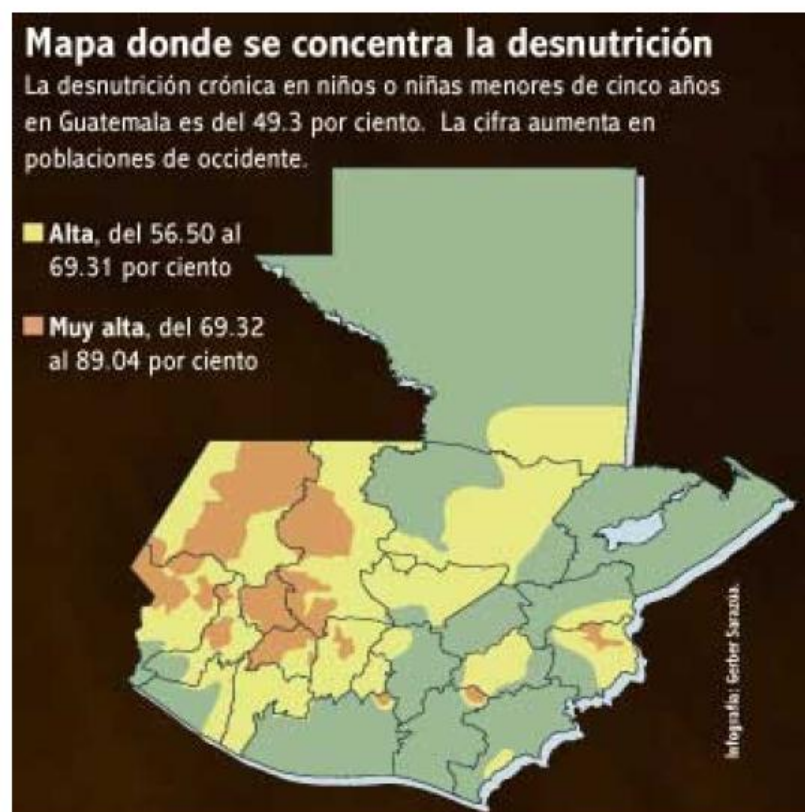 Mapa donde se concentra la desnutrición
La desnutrición crónica en niños o niñas menores de cinco años
en Guatemala es del 49.3 por ciento. La cifra aumenta en
poblaciones de occidente.
Alta, del 56.50 al
69.31 por ciento
Muy alta, del 69.32
al 89.04 por ciento
Infografía: Gerber Sarazúa.